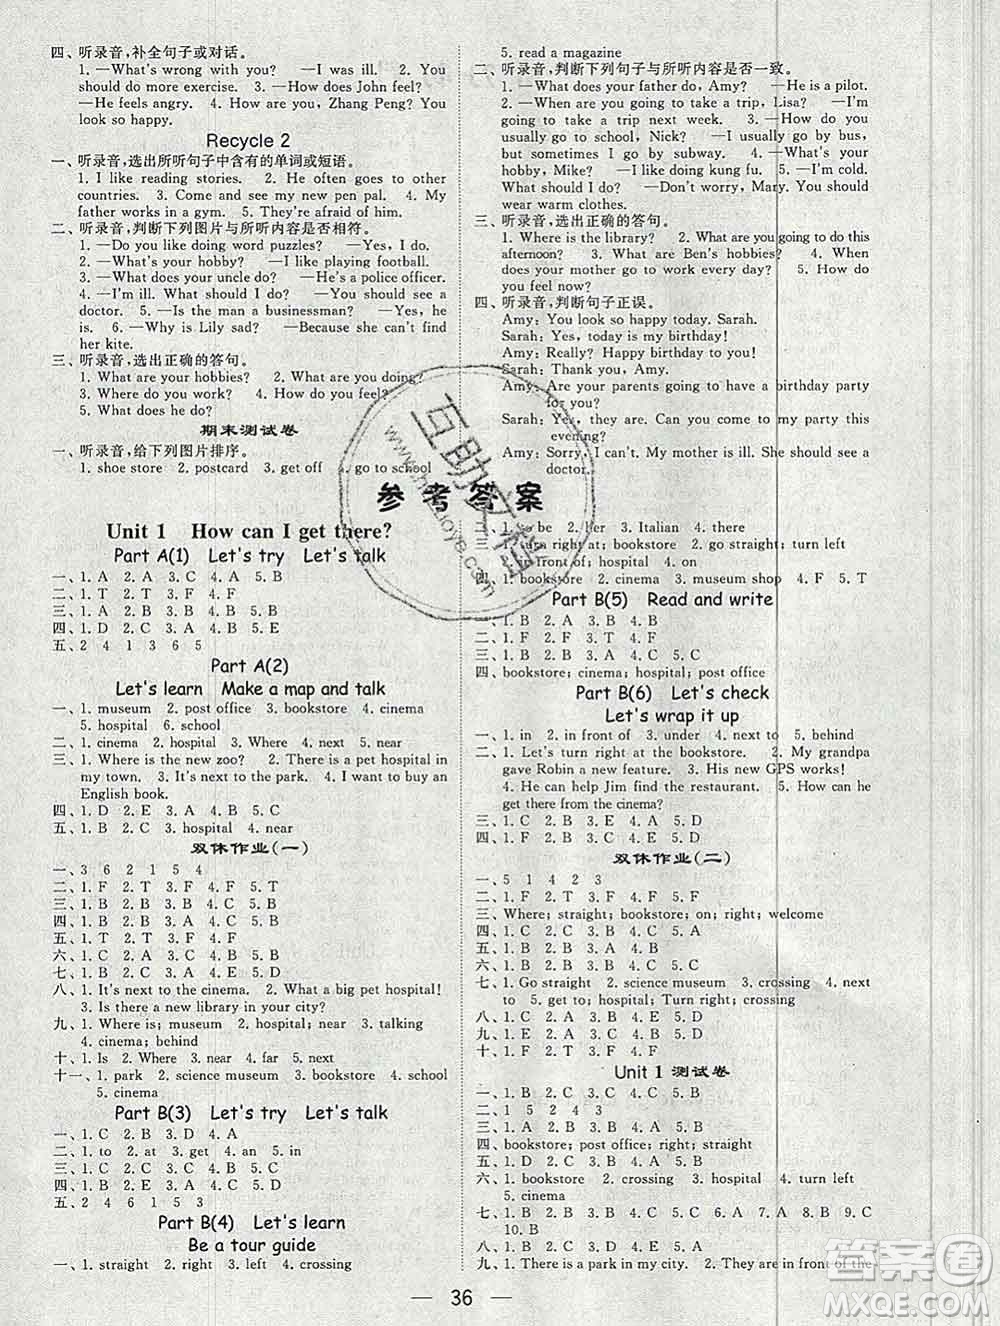 四、听录音,补全句子或对话。
1. —What's wrong with you? —I was ill. 2. You
should do more exercise. 3. —How does John feel?
—He feels angry. 4. How are you, Zhang Peng? You
look so happy.
Recycle 2
一、听录音,选出所听句子中含有的单词或短语。
1. I like reading stories. 2. He often goes to other
countries. 3. Come and see my new pen pal. 4. My
father works in a gym. 5. They're afraid of him.
二、听录音,判断下列图片与所听内容是否相符。
1. —Do you like doing word puzzles? —Yes, I do.
2. —What's your hobby? —I like playing football.
3. —What does your uncle do? —He's a police officer.
4. —I'm ill. What should I do? —You should see a
doctor. 5. —Is the man a businessman? —Yes, he
is. 6. —Why is Lily sad? —Because she can't find
her kite.
三、听录音,选出正确的答句。
1. What are your hobbies? 2. What are you doing?
3. Where do you work? 4. How do you feel?
5. What does he do?
期末测试卷
一、听录音,给下列图片排序。
1. shoe store 2. postcard 3. get off 4. go to school
5. read a magazine
二、听录音,判断下列句子与所听内容是否一致。
1. —What does your father do, Amy? —He is a pilot.
2. —When are you going to take a trip, Lisa? —I am
going to take a trip next week. 3. —How do you
usually go to school, Nick? —I usually go by bus,
but sometimes I go by subway. 4. —What's your
hobby, Mike? —I like doing kung fu. 5. —I'm cold.
What should I do? —Don't worry, Mary. You should
wear warm clothes.
三、听录音,选出正确的答句。
1. Where is the library? 2. What are you going to do this
afternoon? 3. What are Ben's hobbies? 4. When
does your mother go to work every day? 5. How do
you feel now?
四、听录音,判断句子正误。
Amy: You look so happy today. Sarah.
Sarah: Yes, today is my birthday!
Amy: Really? Happy birthday to you!
Sarah: Thank you, Amy.
Amy: Are your parents going to have a birthday party
for you?
Sarah: Yes, they are. Can you come to my party this
evening?
Amy: Sorry, I can't. My mother is ill. She should see a
doctor.
参考答案
Unit 1 How can I get there?
Part A(1) Let's try Let's talk
一、1. A 2. A 3. C 4. A 5. B
二、1. T 2. T 3. F 4. F
三、1. D 2. A 3. C 4. B
四、1. D 2. C 3. A 4. B 5. E
五、2 4 1 3 6 5
Part A(2)
Let's learn Make a map and talk
一、1. museum 2. post office 3. bookstore 4. cinema
5. hospital 6. school
二、1. cinema 2. hospital 3. Where 4. next 5. near
三、1. Where is the new zoo? 2. There is a pet hospital in
my town. 3. It's next to the park. 4. I want to buy an
English book.
四、1. D 2. E 3. A 4. B 5. C
五、1. B 2. C 3. hospital 4. near
双休作业(一)
一、3 6 2 1 5 4
二、1. F 2. T 3. F 4. F 5. T
三、1. B 2. A 3. B 4. C 5. B
四、1. B 2. A 3. A 4. C 5. B
五、1. T 2. T 3. F 4. F
六、1. C 2. B 3. C 4. B 5. C
七、1. B 2. A 3. C 4. B 5. D
八、1. It's next to the cinema. 2. What a big pet hospital!
3. Is there a new library in your city?
九、1. Where is; museum 2. hospital; near 3. talking
4. cinema; behind
十、1. Is 2. Where 3. near 4. far 5. next
十一、1. park 2. science museum 3. bookstore 4. school
5. cinema
Part B(3) Let's try Let's talk
一、1. C 2. B 3. D 4. A
二、1. to 2. at 3. get 4. an 5. in
三、1. C 2. C 3. B 4. A 5. C
四、1. D 2. B 3. A 4. E 5. C
五、2 4 6 1 5 3
Part B(4) Let's learn
Be a tour guide
一、1. straight 2. right 3. left 4. crossing
二、1. to be 2. Her 3. Italian 4. there
三、1. turn right at; bookstore 2. go straight; turn left
3. in front of; hospital 4. on
四、1. bookstore 2. cinema 3. museum shop 4. F 5. T
Part B(5) Read and write
一、1. B 2. A 3. B 4. B
二、1. F 2. F 3. T 4. F
三、1. C 2. B 3. A 4. B 5. C
四、bookstore; cinema; hospital; post office
Part B(6) Let's check
Let's wrap it up
一、1. in 2. in front of 3. under 4. next to 5. behind
二、1. Let's turn right at the bookstore. 2. My grandpa
gave Robin a new feature. 3. His new GPS works!
4. He can help Jim find the restaurant. 5. How can he
get there from the cinema?
三、1. C 2. C 3. B 4. A 5. D
四、1. F 2. T 3. F 4. T
双休作业(二)
一、5 1 4 2 3
二、1. F 2. T 3. F 4. F 5. T
三、Where; straight; bookstore; on; right; welcome
四、1. C 2. B 3. C 4. C 5. A
五、1. A 2. C 3. A 4. B
六、1. C 2. B 3. B 4. C 5. B
七、1. Go straight 2. science museum 3. crossing 4. next
to 5. get to; hospital; Turn right; crossing
八、1. C 2. A 3. E 4. B 5. D
九、1. E 2. A 3. C 4. B 5. D
十、1. F 2. T 3. T 4. F
Unit 1 测试卷
一、1. B 2. C 3. A 4. C 5. B
二、1 5 2 4 3
三、1. T 2. F 3. F 4. T
四、bookstore; post office; right; straight
五、1. D 2. C 3. A 4. D 5. C
六、1. bookstore 2. crossing 3. hospital 4. turn left
5. cinema
七、1. B 2. C 3. B 4. C 5. B 6. A 7. A 8. B 9. C
10. B
八、1. B 2. C 3. D 4. A 5. E
九、1. There is a park in my city. 2. They are in front of the
36
互助文档
www.huzuoye.com
答案圈
MXQE.COM